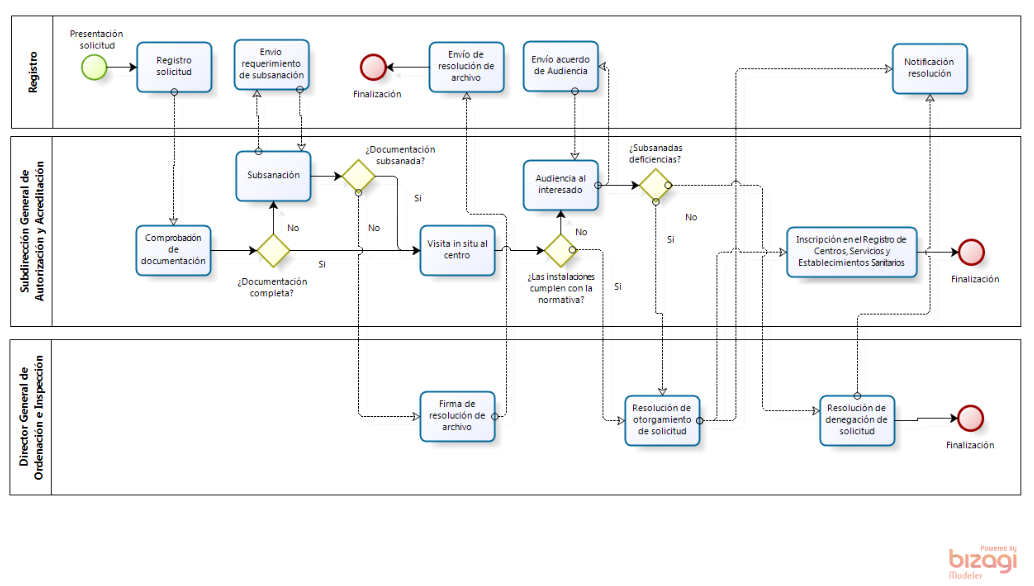 Registro
Presentación
solicitud
Registro
solicitud
Envio
requerimiento
de subsanación
Finalización
Envío de
resolución de
archivo
Envío acuerdo
de Audiencia
Notificación
resolución
Subdirección General de
Autorización y Acreditación
Comprobación
de
documentación
Subsanación
¿Documentación
completa?
No
Si
¿Documentación
subsanada?
Si
No
Visita in situ al
centro
Audiencia al
interesado
No
¿Las instalaciones
cumplen con la
normativa?
Si
¿Subsanadas
deficiencias?
No
Si
Inscripción en el Registro de
Centros, Servicios y
Establecimientos Sanitarios
Finalización
Director General de
Ordenación e Inspección
Firma de
resolución de
archivo
Resolución de
otorgamiento
de solicitud
Resolución de
denegación de
solicitud
Finalización
Powered by
bizagi
Modeler